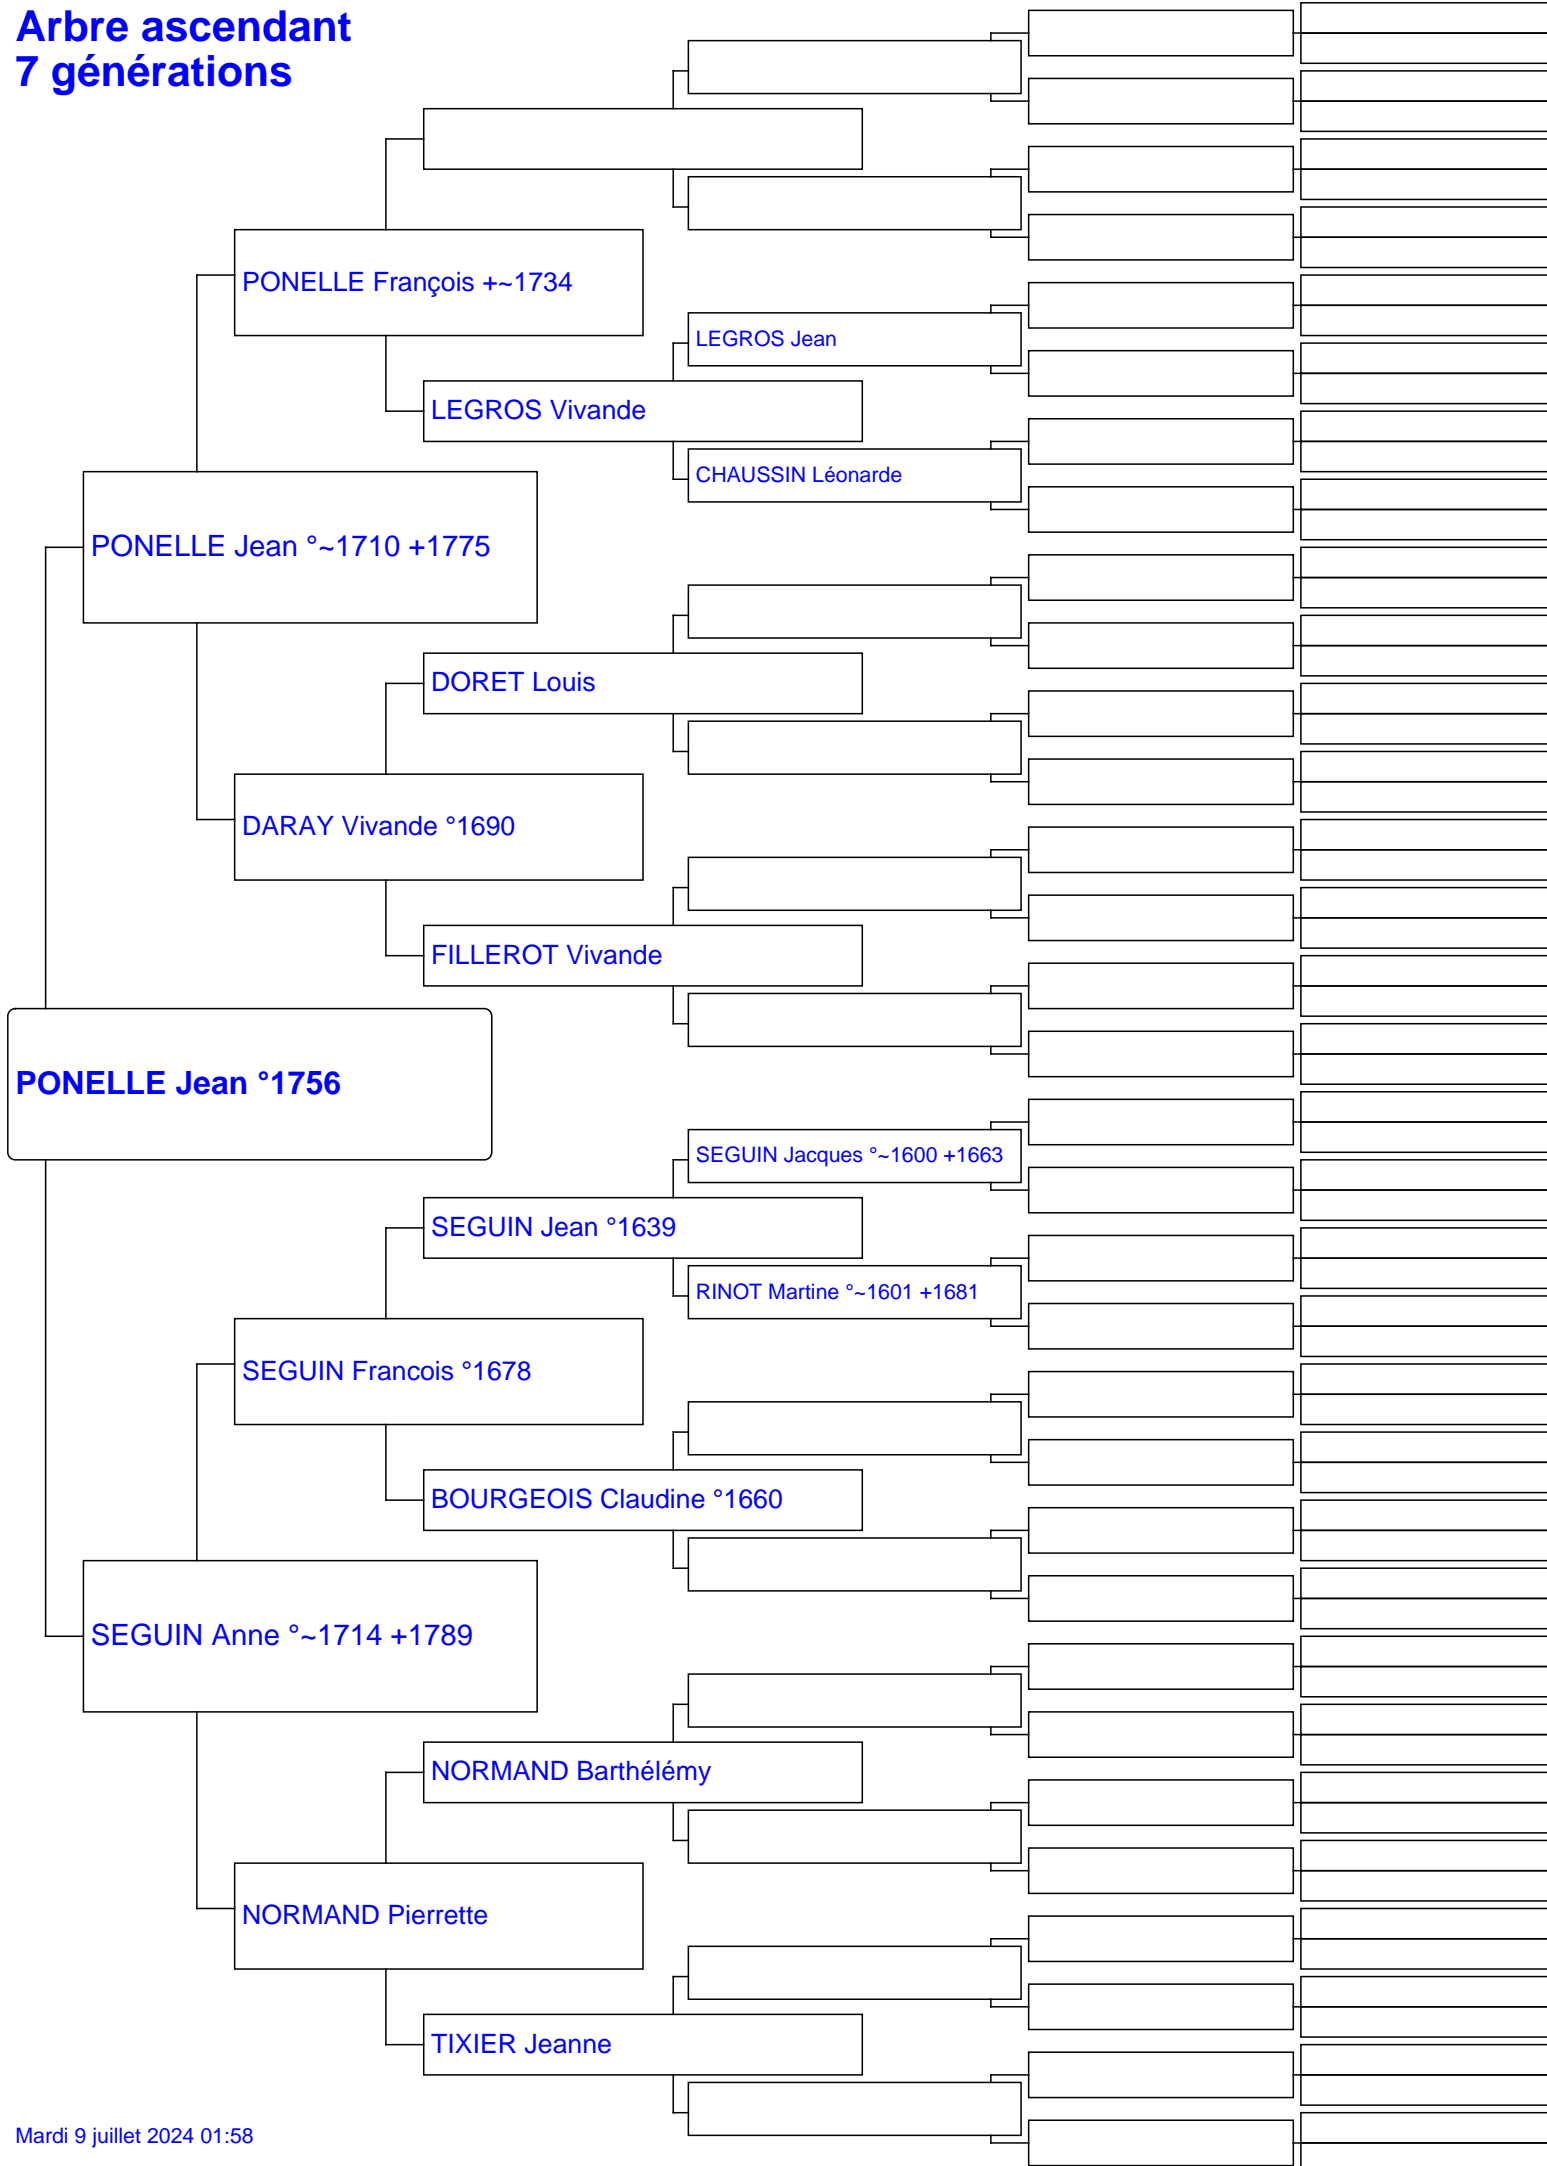 Arbre ascendant
7 générations
PONELLE François +~1734
LEGROS Jean
LEGROS Vivande
CHAUSSIN Léonarde
PONELLE Jean °~1710 +1775
DORET Louis
DARAY Vivande °1690
FILLEROT Vivande
PONELLE Jean °1756
SEGUIN Jacques °~1600 +1663
SEGUIN Jean °1639
RINOT Martine °~1601 +1681
SEGUIN Francois °1678
BOURGEOIS Claudine °1660
SEGUIN Anne °~1714 +1789
NORMAND Barthélémy
NORMAND Pierrette
TIXIER Jeanne
Mardi 9 juillet 2024 01:58